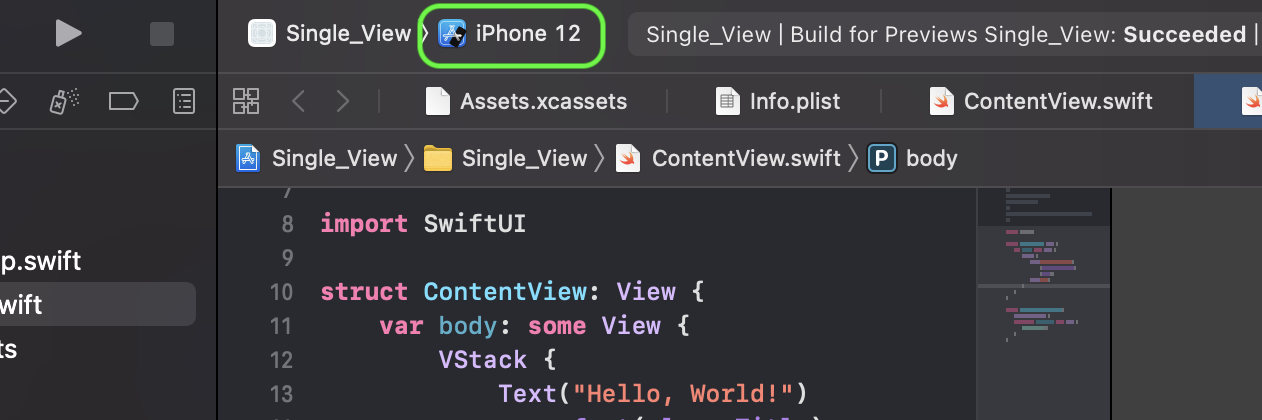 Single_View 〉 iPhone 12
Single_View | Build for Previews Single_View: Succeeded |
Assets.xcassets
Info.plist
ContentView.swift
Single_View 〉 Single_View 〉 ContentView.swift 〉 P body
7
8 import SwiftUI
9
p.swift
10 struct ContentView: View {
wift
11 var body: some View {
ts
12 VStack {
13 Text("Hello, World!")